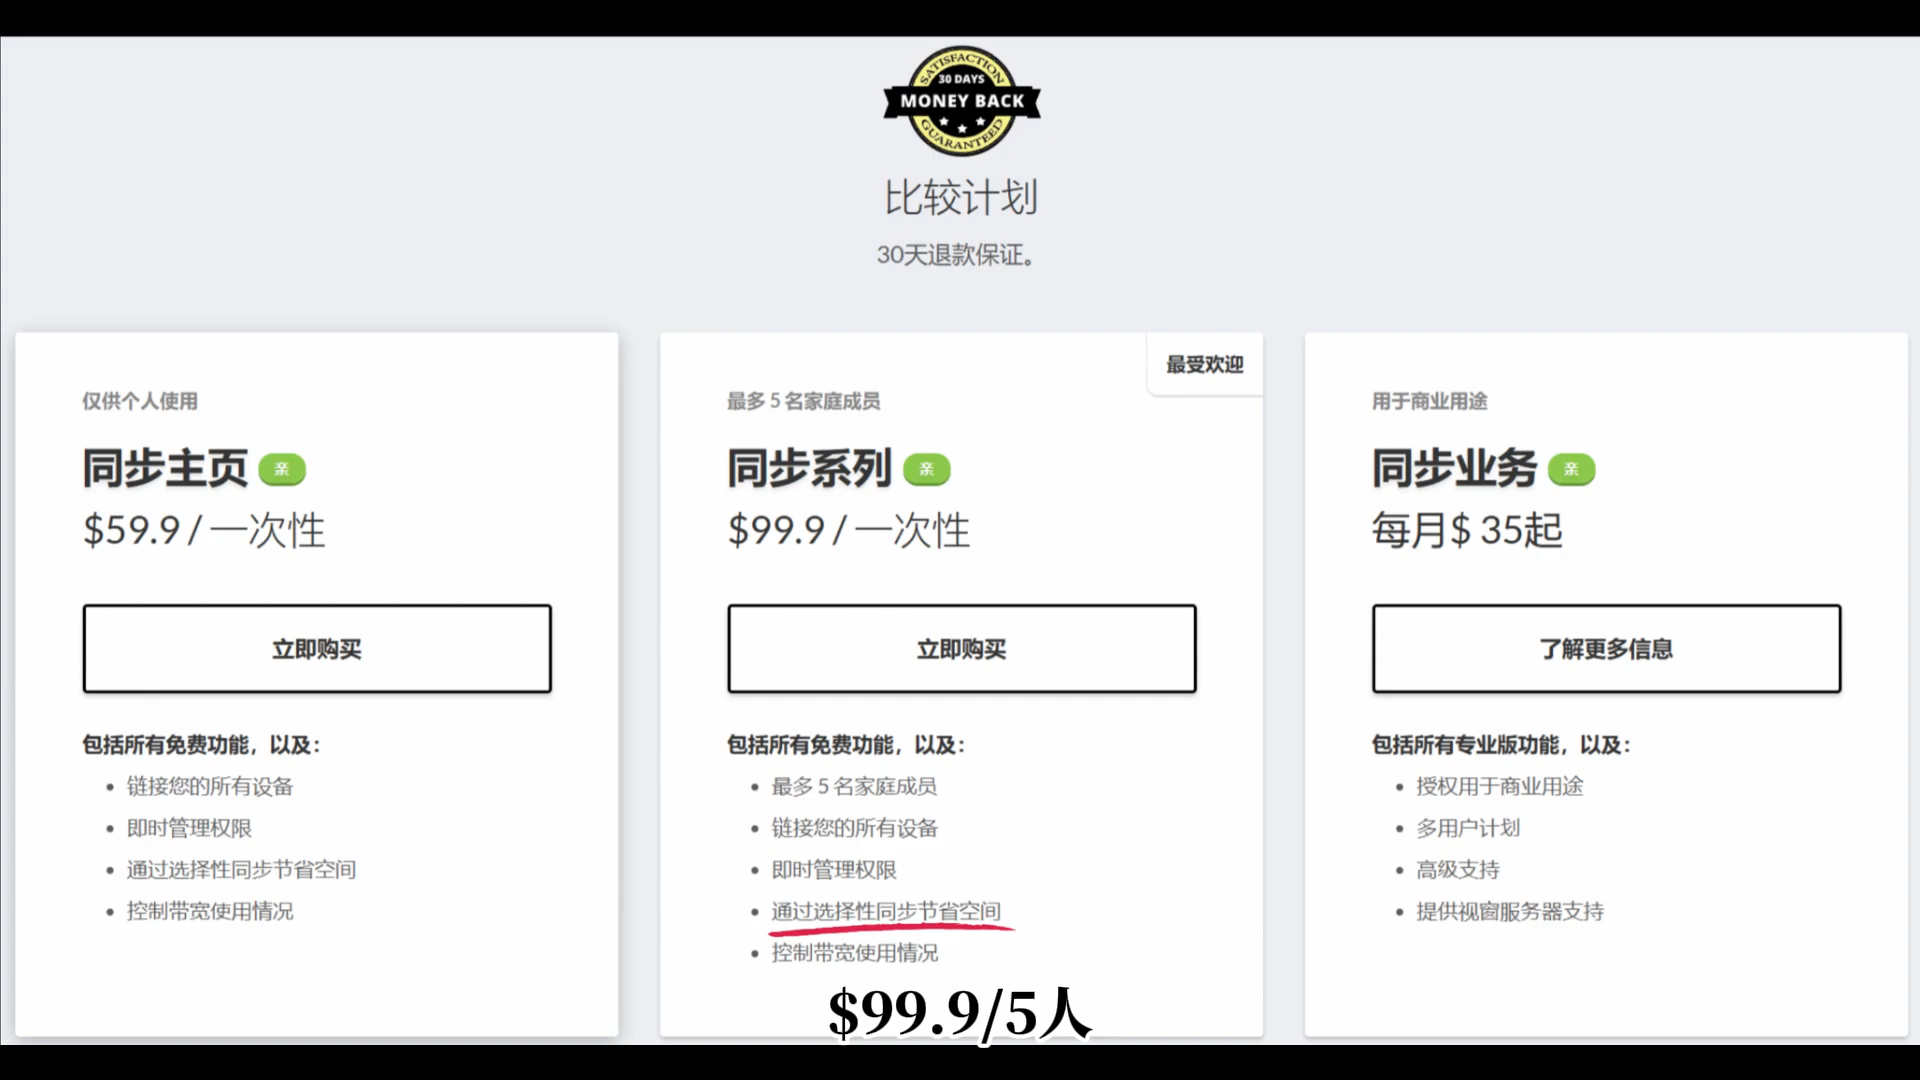 SATISFACTION
30 DAYS
MONEY BACK
GUARANTEED
比较计划
30天退款保证。
仅供个人使用
同步主页 亲
$59.9 / 一次性
立即购买
包括所有免费功能，以及：
链接您的所有设备
即时管理权限
通过选择性同步节省空间
控制带宽使用情况
最受欢迎
最多 5 名家庭成员
同步系列 亲
$99.9 / 一次性
立即购买
包括所有免费功能，以及：
最多 5 名家庭成员
链接您的所有设备
即时管理权限
通过选择性同步节省空间
控制带宽使用情况
用于商业用途
同步业务 亲
每月$ 35起
了解更多信息
包括所有专业版功能，以及：
授权用于商业用途
多用户计划
高级支持
提供视窗服务器支持
$99.9/5人